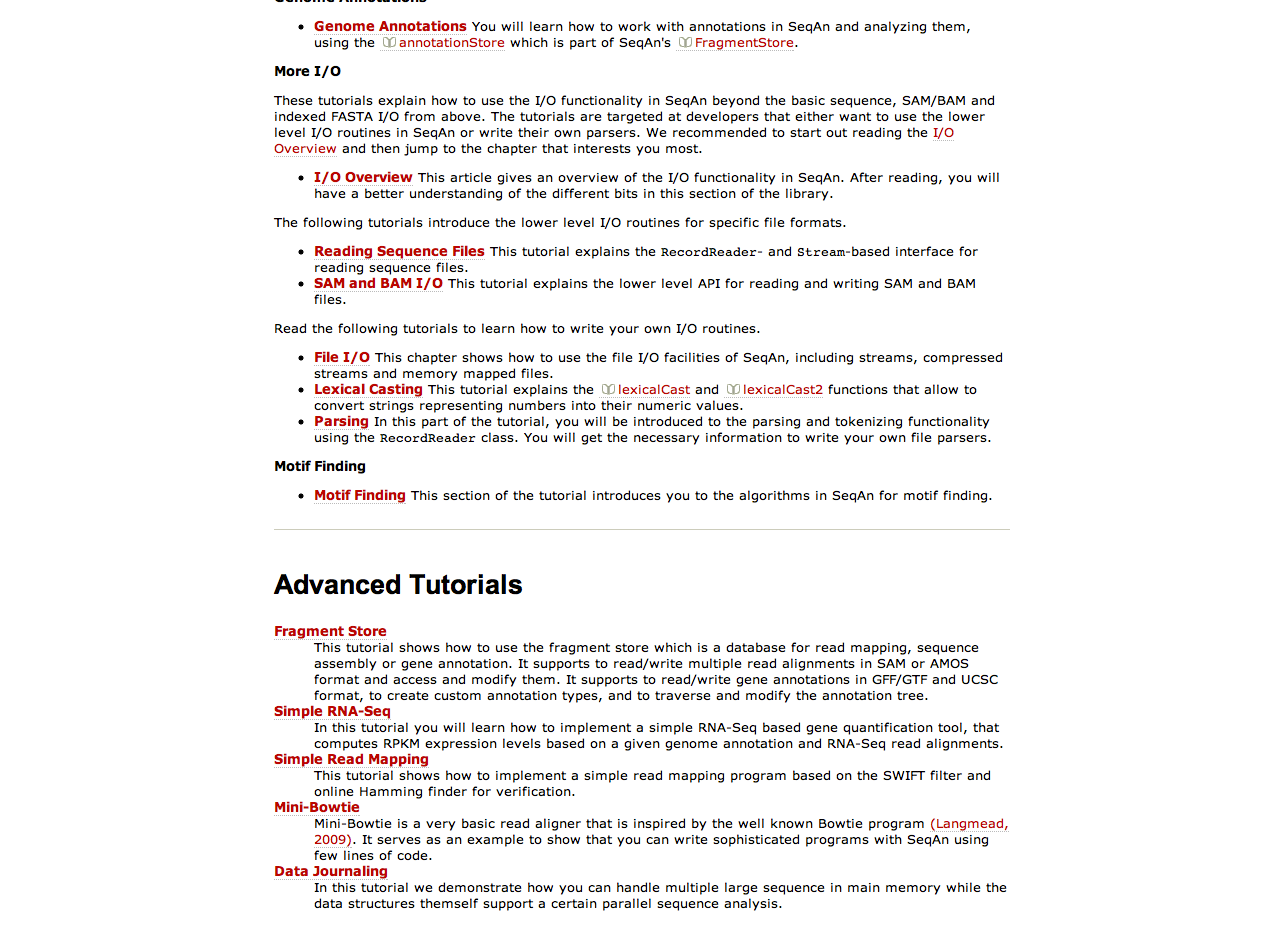 Genome Annotations
• Genome Annotations You will learn how to work with annotations in SeqAn and analyzing them,
using the annotationStore which is part of SeqAn's FragmentStore.
More I/O
These tutorials explain how to use the I/O functionality in SeqAn beyond the basic sequence, SAM/BAM and
indexed FASTA I/O from above. The tutorials are targeted at developers that either want to use the lower
level I/O routines in SeqAn or write their own parsers. We recommended to start out reading the I/O
Overview and then jump to the chapter that interests you most.
• I/O Overview This article gives an overview of the I/O functionality in SeqAn. After reading, you will
have a better understanding of the different bits in this section of the library.
The following tutorials introduce the lower level I/O routines for specific file formats.
• Reading Sequence Files This tutorial explains the RecordReader- and Stream-based interface for
reading sequence files.
• SAM and BAM I/O This tutorial explains the lower level API for reading and writing SAM and BAM
files.
Read the following tutorials to learn how to write your own I/O routines.
• File I/O This chapter shows how to use the file I/O facilities of SeqAn, including streams, compressed
streams and memory mapped files.
• Lexical Casting This tutorial explains the lexicalCast and lexicalCast2 functions that allow to
convert strings representing numbers into their numeric values.
• Parsing In this part of the tutorial, you will be introduced to the parsing and tokenizing functionality
using the RecordReader class. You will get the necessary information to write your own file parsers.
Motif Finding
• Motif Finding This section of the tutorial introduces you to the algorithms in SeqAn for motif finding.
Advanced Tutorials
Fragment Store
This tutorial shows how to use the fragment store which is a database for read mapping, sequence
assembly or gene annotation. It supports to read/write multiple read alignments in SAM or AMOS
format and access and modify them. It supports to read/write gene annotations in GFF/GTF and UCSC
format, to create custom annotation types, and to traverse and modify the annotation tree.
Simple RNA-Seq
In this tutorial you will learn how to implement a simple RNA-Seq based gene quantification tool, that
computes RPKM expression levels based on a given genome annotation and RNA-Seq read alignments.
Simple Read Mapping
This tutorial shows how to implement a simple read mapping program based on the SWIFT filter and
online Hamming finder for verification.
Mini-Bowtie
Mini-Bowtie is a very basic read aligner that is inspired by the well known Bowtie program (Langmead,
2009). It serves as an example to show that you can write sophisticated programs with SeqAn using
few lines of code.
Data Journaling
In this tutorial we demonstrate how you can handle multiple large sequence in main memory while the
data structures themself support a certain parallel sequence analysis.